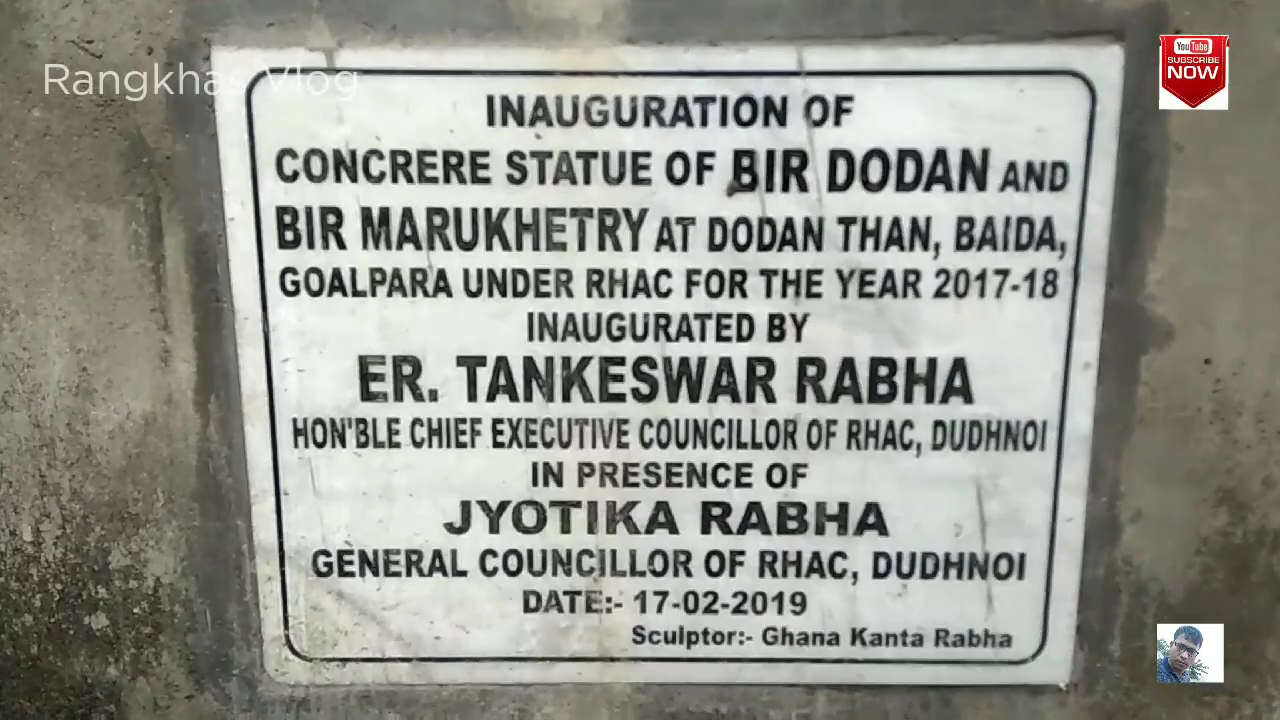 Rangkhas Vlog
YouTube
SUBSCRIBE
NOW
INAUGURATION OF
CONCRERE STATUE OF BIR DODAN AND
BIR MARUKHETRY AT DODAN THAN, BAIDA,
GOALPARA UNDER RHAC FOR THE YEAR 2017-18
INAUGURATED BY
ER. TANKESWAR RABHA
HON'BLE CHIEF EXECUTIVE COUNCILLOR OF RHAC, DUDHNOI
IN PRESENCE OF
JYOTIKA RABHA
GENERAL COUNCILLOR OF RHAC, DUDHNOI
DATE:- 17-02-2019
Sculptor:- Ghana Kanta Rabha